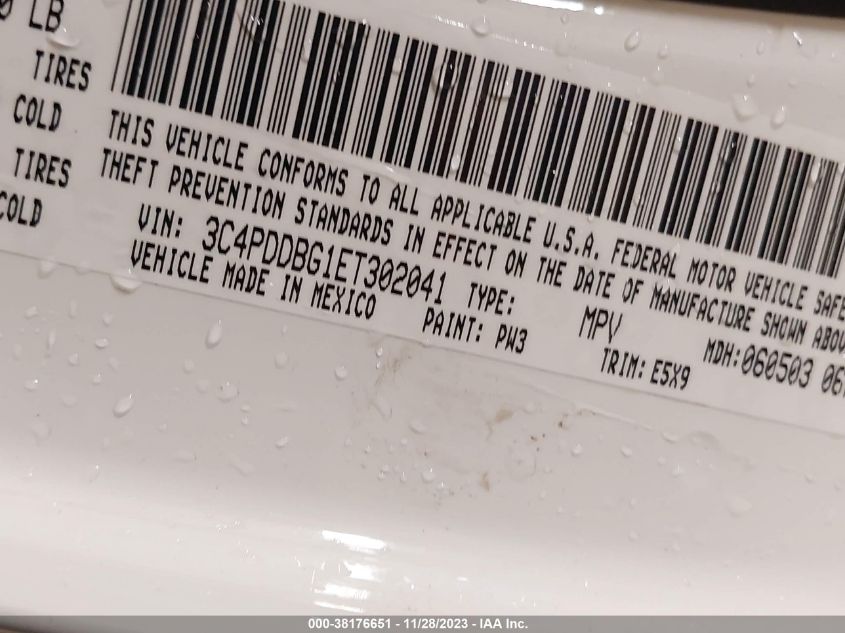 0 LB
TIRES
COLD
TIRES
COLD
THIS VEHICLE CONFORMS TO ALL APPLICABLE U.S.A. FEDERAL MOTOR VEHICLE SAFE
THEFT PREVENTION STANDARDS IN EFFECT ON THE DATE OF MANUFACTURE SHOWN ABOV
VIN: 3C4PDDBG1ET302041 TYPE: MPV MDH:060503 06
VEHICLE MADE IN MEXICO PAINT: PW3 TRIM: E5X9
000-38176651 - 11/28/2023 - IAA Inc.